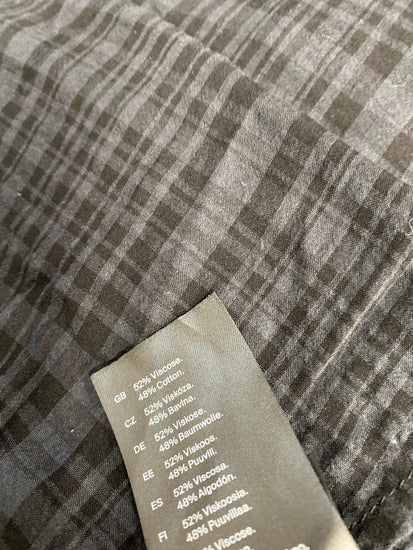 GB 52% Viscose.
48% Cotton.
CZ 52% Viskóza.
48% Bavlna.
DE 52% Viskose.
48% Baumwolle.
EE 52% Viskoos.
48% Puuvill.
ES 52% Viscosa.
48% Algodón.
FI 52% Viskoosia.
48% Puuvillaa.